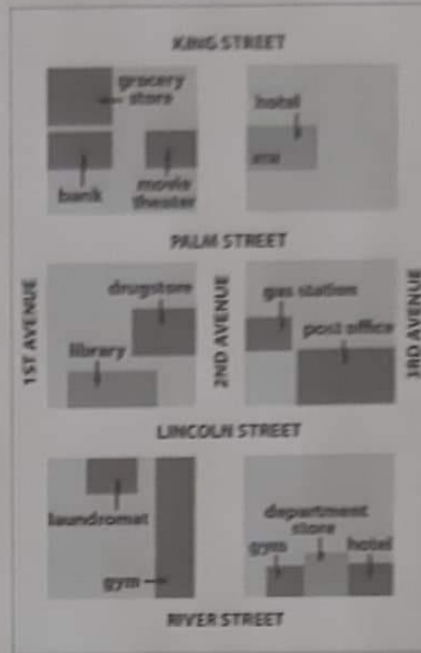 KING STREET
grocery
store
hotel
bank
movie
theater
PALM STREET
1ST AVENUE
drugstore
library
2ND AVENUE
gas station
post office
3RD AVENUE
LINCOLN STREET
laundromat
gym
department
store
gym
hotel
RIVER STREET